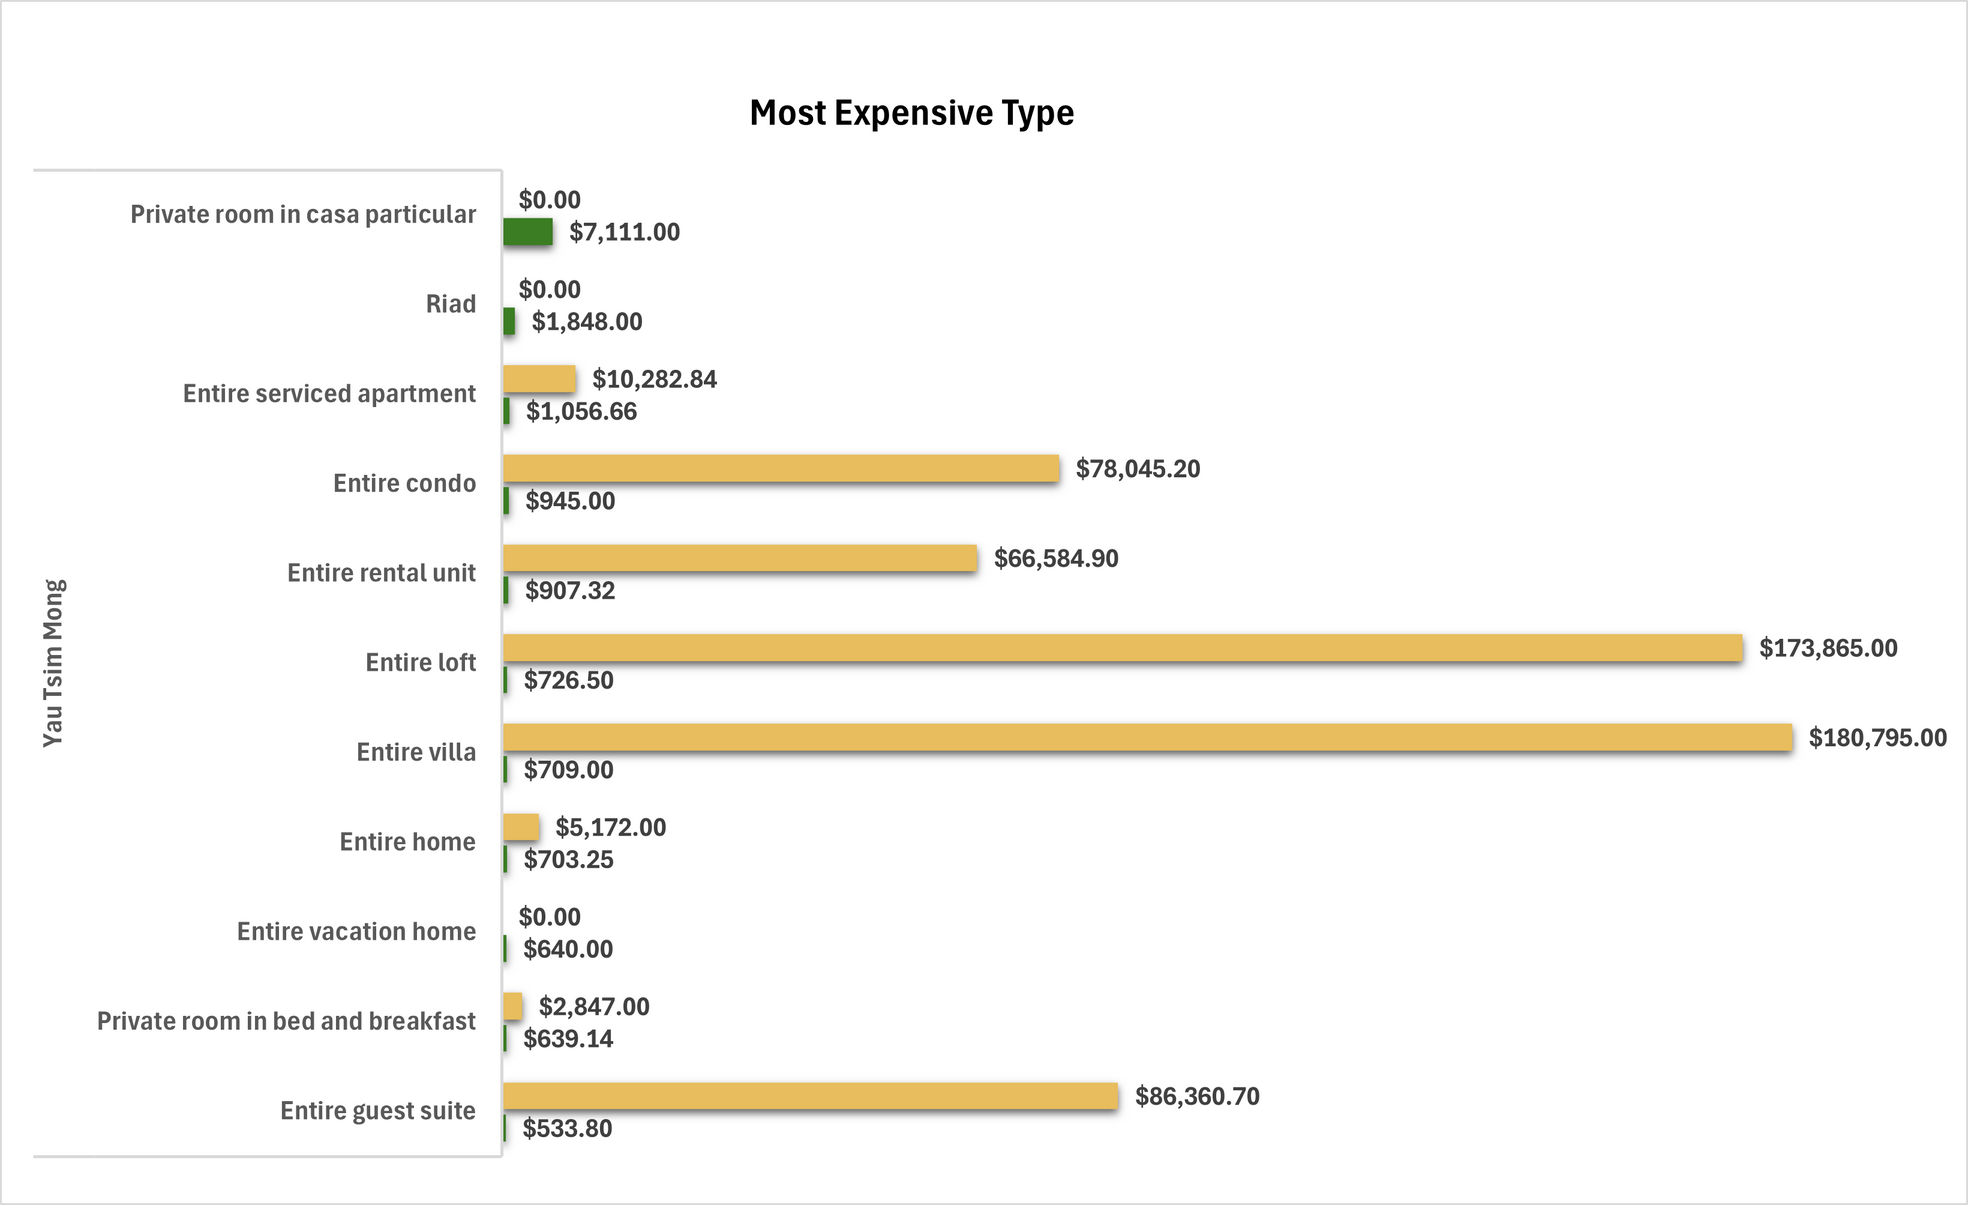 Most Expensive Type
Yau Tsim Mong
Private room in casa particular
$0.00
$7,111.00
Riad
$0.00
$1,848.00
Entire serviced apartment
$10,282.84
$1,056.66
Entire condo
$78,045.20
$945.00
Entire rental unit
$66,584.90
$907.32
Entire loft
$173,865.00
$726.50
Entire villa
$180,795.00
$709.00
Entire home
$5,172.00
$703.25
Entire vacation home
$0.00
$640.00
Private room in bed and breakfast
$2,847.00
$639.14
Entire guest suite
$86,360.70
$533.80